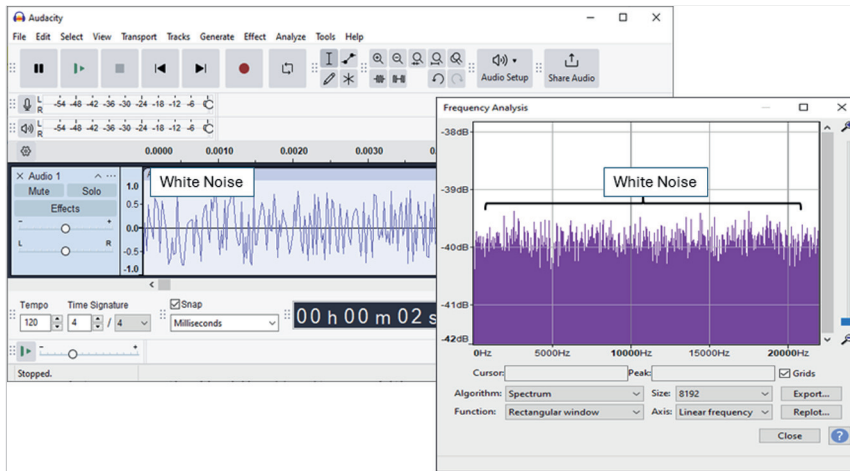 Audacity
File Edit Select View Transport Tracks Generate Effect Analyze Tools Help
Audio Setup
Share Audio
L R -54 -48 -42 -36 -30 -24 -18 -12 -6 0
L R -54 -48 -42 -36 -30 -24 -18 -12 -6 0
0.0000 0.0010 0.0020 0.0030
Audio 1
Mute Solo
Effects
- +
L R
1.0
0.5
0.0
-0.5
-1.0
White Noise
Tempo
120
Time Signature
4 / 4
Snap
Milliseconds
00 h 00 m 02 s
- +
Stopped.
Frequency Analysis
-38dB
-39dB
-40dB
-41dB
-42dB
White Noise
0Hz 5000Hz 10000Hz 15000Hz 20000Hz
Cursor: Peak: Grids
Algorithm: Spectrum Size: 8192 Export...
Function: Rectangular window Axis: Linear frequency Replot...
Close ?